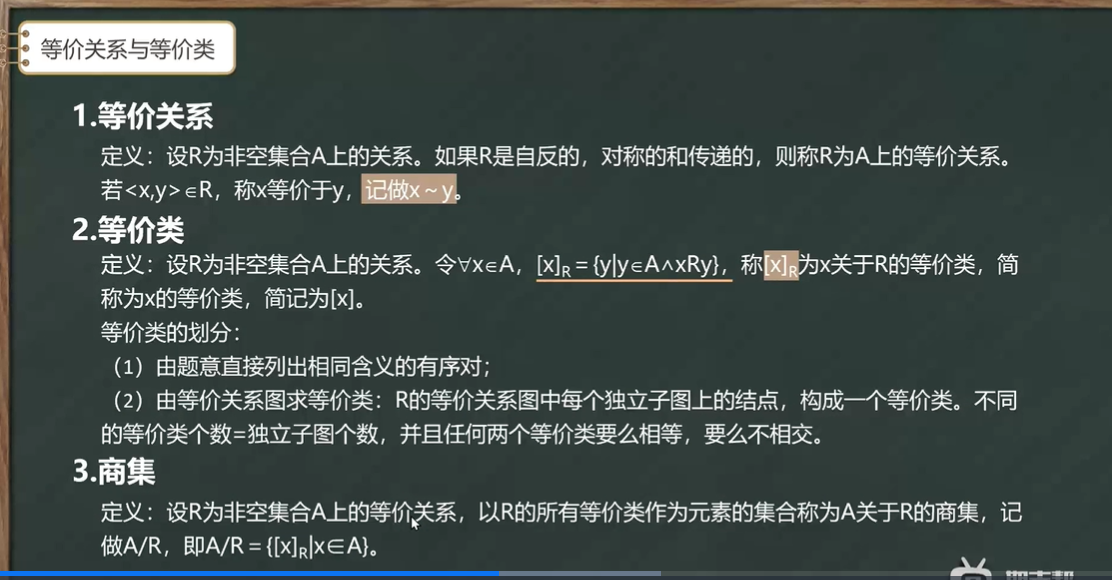 等价关系与等价类
1.等价关系
定义：设R为非空集合A上的关系。如果R是自反的，对称的和传递的，则称R为A上的等价关系。
若<x,y>∈R，称x等价于y，记做x～y。
2.等价类
定义：设R为非空集合A上的关系。令∀x∈A，[x]R＝{y|y∈A∧xRy}，称[x]R为x关于R的等价类，简
称为x的等价类，简记为[x]。
等价类的划分：
（1）由题意直接列出相同含义的有序对；
（2）由等价关系图求等价类：R的等价关系图中每个独立子图上的结点，构成一个等价类。不同
的等价类个数=独立子图个数，并且任何两个等价类要么相等，要么不相交。
3.商集
定义：设R为非空集合A上的等价关系，以R的所有等价类作为元素的集合称为A关于R的商集，记
做A/R，即A/R＝{[x]R|x∈A}。